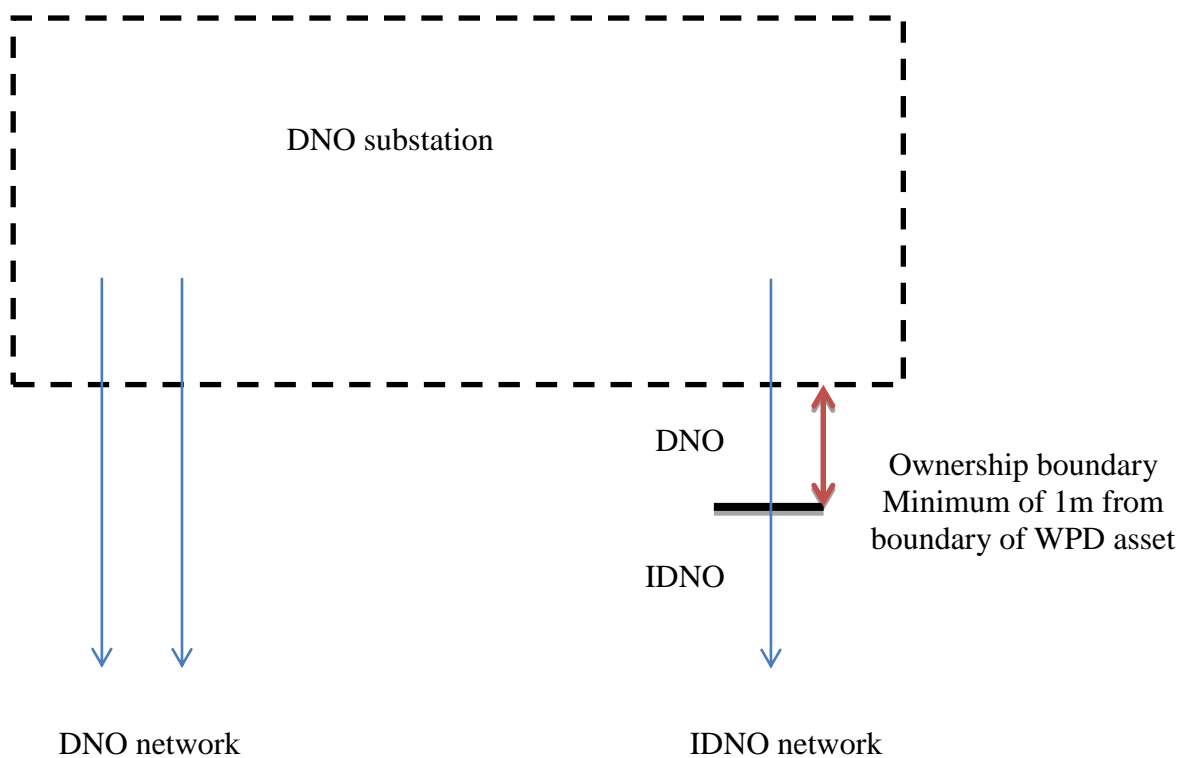 DNO substation
DNO
Ownership boundary
Minimum of 1m from
boundary of WPD asset
IDNO
DNO network
IDNO network